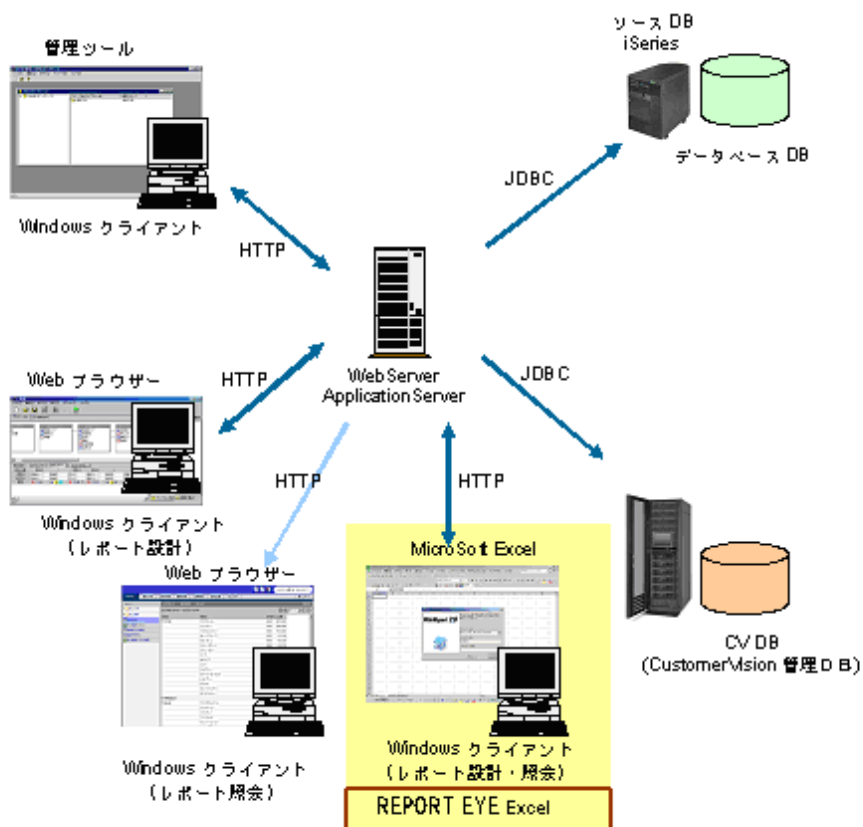 管理ツール
Windows クライアント
HTTP
ソース DB
iSeries
データベース DB
JDBC
Web Server
Application Server
Web ブラウザー
HTTP
Windows クライアント
(レポート設計)
JDBC
HTTP
HTTP
Web ブラウザー
Windows クライアント
(レポート照会)
MicroSoft Excel
Windows クライアント
(レポート設計・照会)
REPORT EYE Excel
CV DB
(CustomerVision 管理DB)